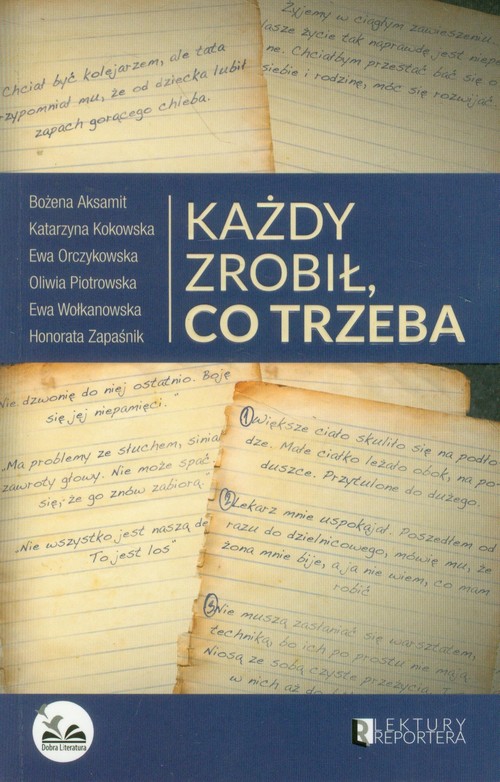 Chciał być kolejarzem, ale tata
rzypomniał mu, że od dziecka lubił
zapach gorącego chleba.
Żyjemy w ciągłym zawieszeniu.
lasze życie tak naprawdę jest niepe
ne. Chciałbym przestać bać się o
siebie i rodzinę, móc się rozwijać.
Bożena Aksamit
Katarzyna Kokowska
Ewa Orczykowska
Oliwia Piotrowska
Ewa Wołkanowska
Honorata Zapaśnik
KAŻDY
ZROBIŁ,
CO TRZEBA
Nie dzwonię do niej ostatnio. Boję
się jej niepamięci."
"Ma problemy ze słuchem, siniał
zawroty głowy. Nie może spać
się, że go znów zabiorą."
„Nie wszystko jest naszą de
To jest los"
1 Większe ciało skuliło się na podło-
dze. Małe ciałko leżało obok, na po-
duszce. Przytulone do dużego.
2 Lekarz mnie uspokajał. Poszedłem od
razu do dzielnicowego, mówię mu, że
żona mnie bije, a ja nie wiem, co mam
robić
3 Nie muszą zasłaniać się warsztatem,
techniką, bo ich po prostu nie mają.
Niosą ze sobą czyste przeżycia.
w nich aż do
Dobra Literatura
LEKTURY
REPORTERA